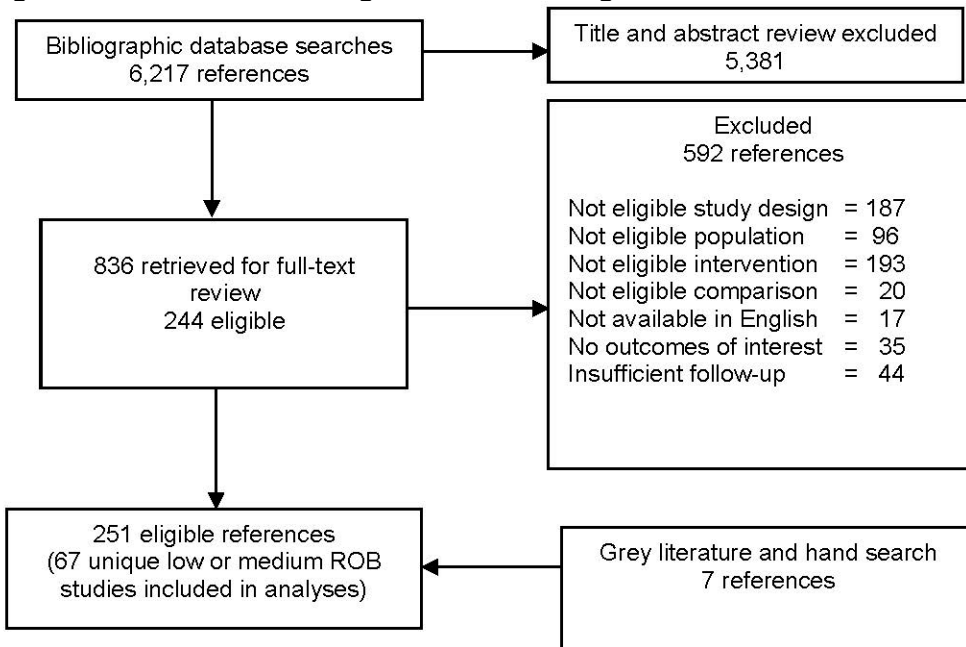 Bibliographic database searches
6,217 references
Title and abstract review excluded
5,381
Excluded
592 references
Not eligible study design = 187
Not eligible population = 96
Not eligible intervention = 193
Not eligible comparison = 20
Not available in English = 17
No outcomes of interest = 35
Insufficient follow-up = 44
836 retrieved for full-text
review
244 eligible
251 eligible references
(67 unique low or medium ROB
studies included in analyses)
Grey literature and hand search
7 references